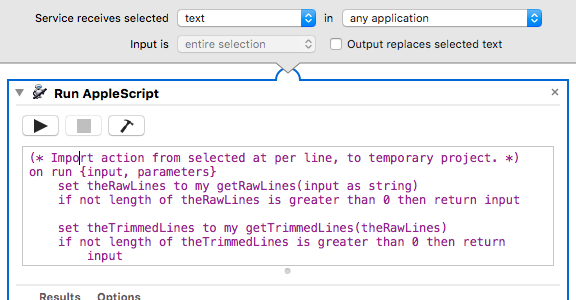 Service receives selected text in any application
Input is entire selection Output replaces selected text
Run AppleScript
(* Import action from selected at per line, to temporary project. *)
on run {input, parameters}
set theRawLines to my getRawLines(input as string)
if not length of theRawLines is greater than 0 then return input
set theTrimmedLines to my getTrimmedLines(theRawLines)
if not length of theTrimmedLines is greater than 0 then return
input
Results Options